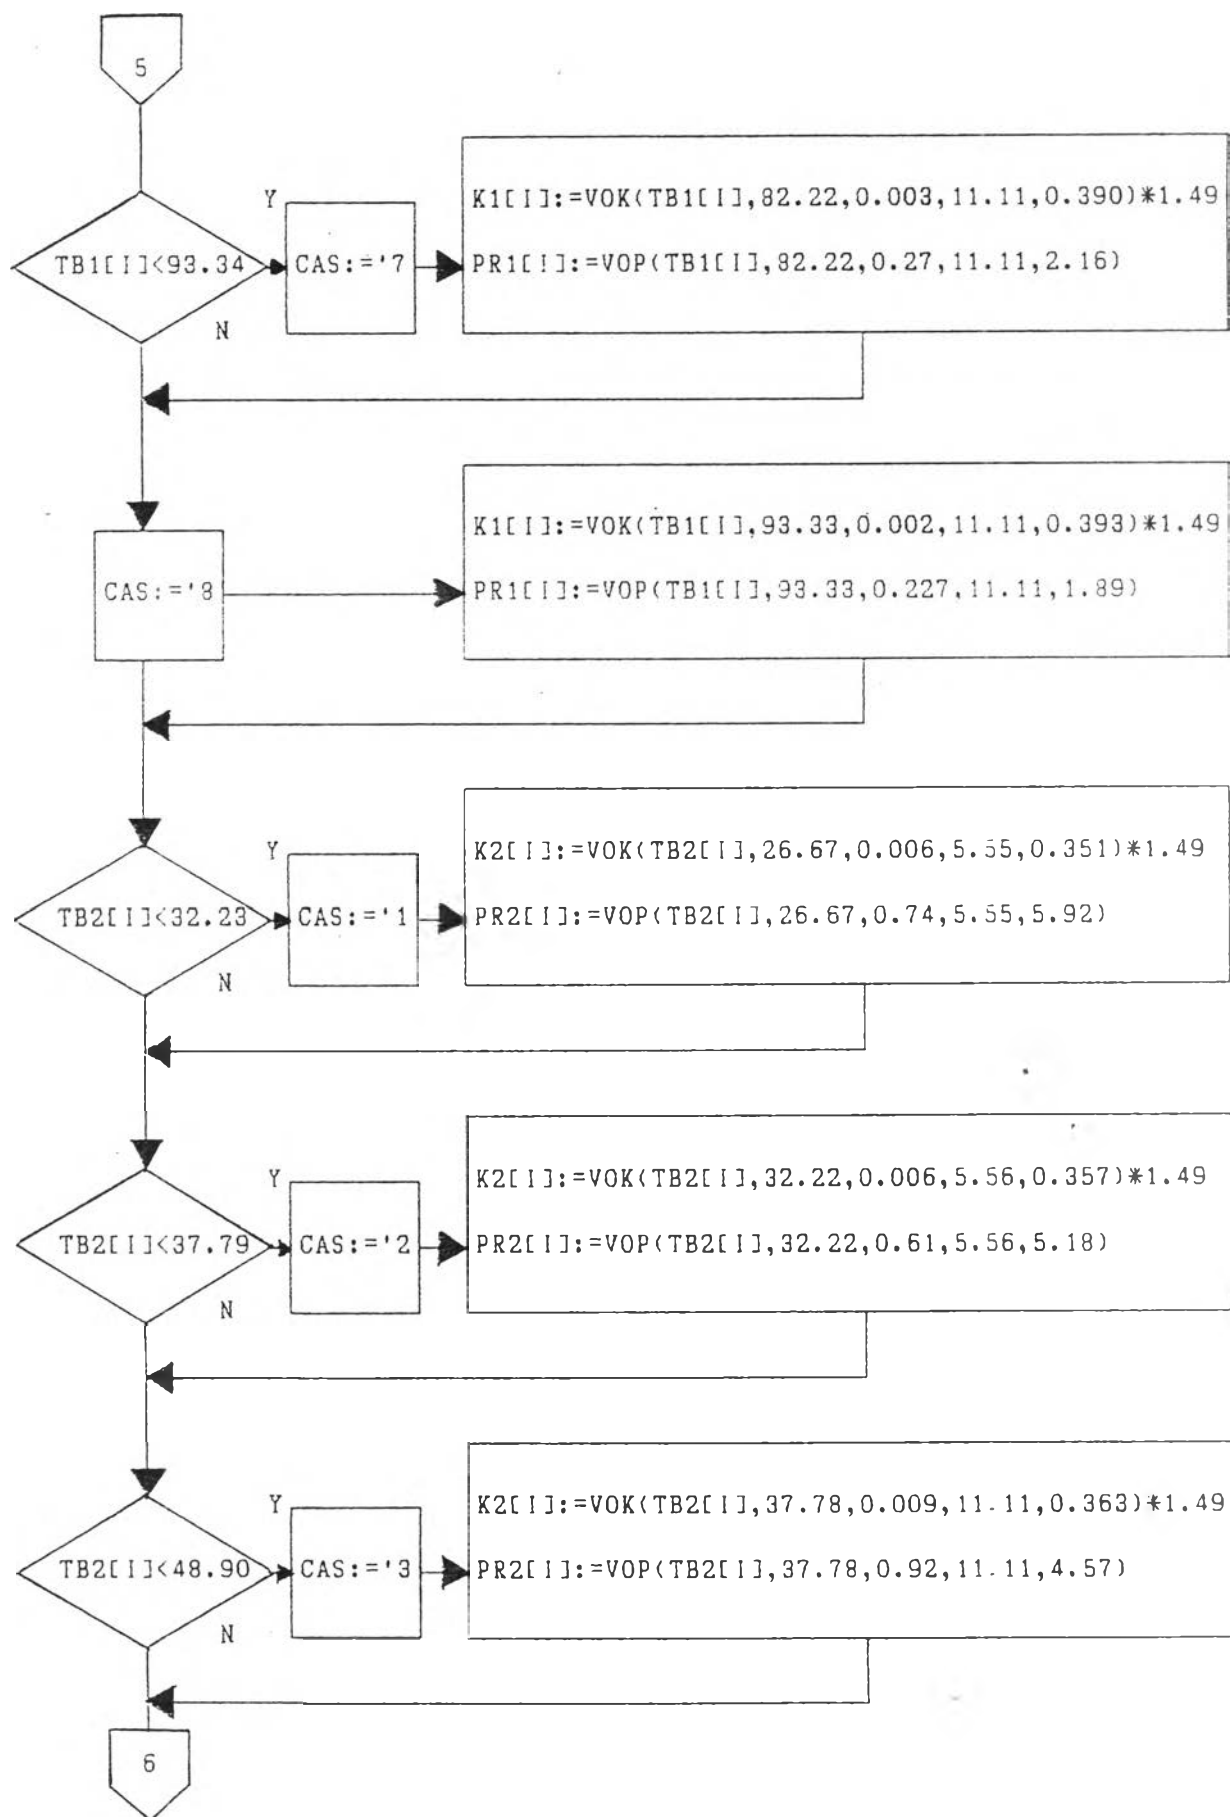 5
Y
K1[I]:=VOK(TB1[I],82.22,0.003,11.11,0.390)*1.49
TB1[I]<93.34
CAS:='7
PR1[!]:=VOP(TB1[I],82.22,0.27,11.11,2.16)
N
K1[I]:=VOK(TB1[I],93.33,0.002,11.11,0.393)*1.49
CAS:='8
PR1[I]:=VOP(TB1[I],93.33,0.227,11.11,1.89)
Y
K2[I]:=VOK(TB2[I],26.67,0.006,5.55,0.351)*1.49
TB2[I]<32.23
CAS:='1
PR2[I]:=VOP(TB2[I],26.67,0.74,5.55,5.92)
N
Y
K2[I]:=VOK(TB2[I],32.22,0.006,5.56,0.357)*1.49
TB2[I]<37.79
CAS:='2
PR2[I]:=VOP(TB2[I],32.22,0.61,5.56,5.18)
N
Y
K2[I]:=VOK(TB2[I],37.78,0.009,11.11,0.363)*1.49
TB2[I]<48.90
CAS:='3
PR2[I]:=VOP(TB2[I],37.78,0.92,11.11,4.57)
N
6